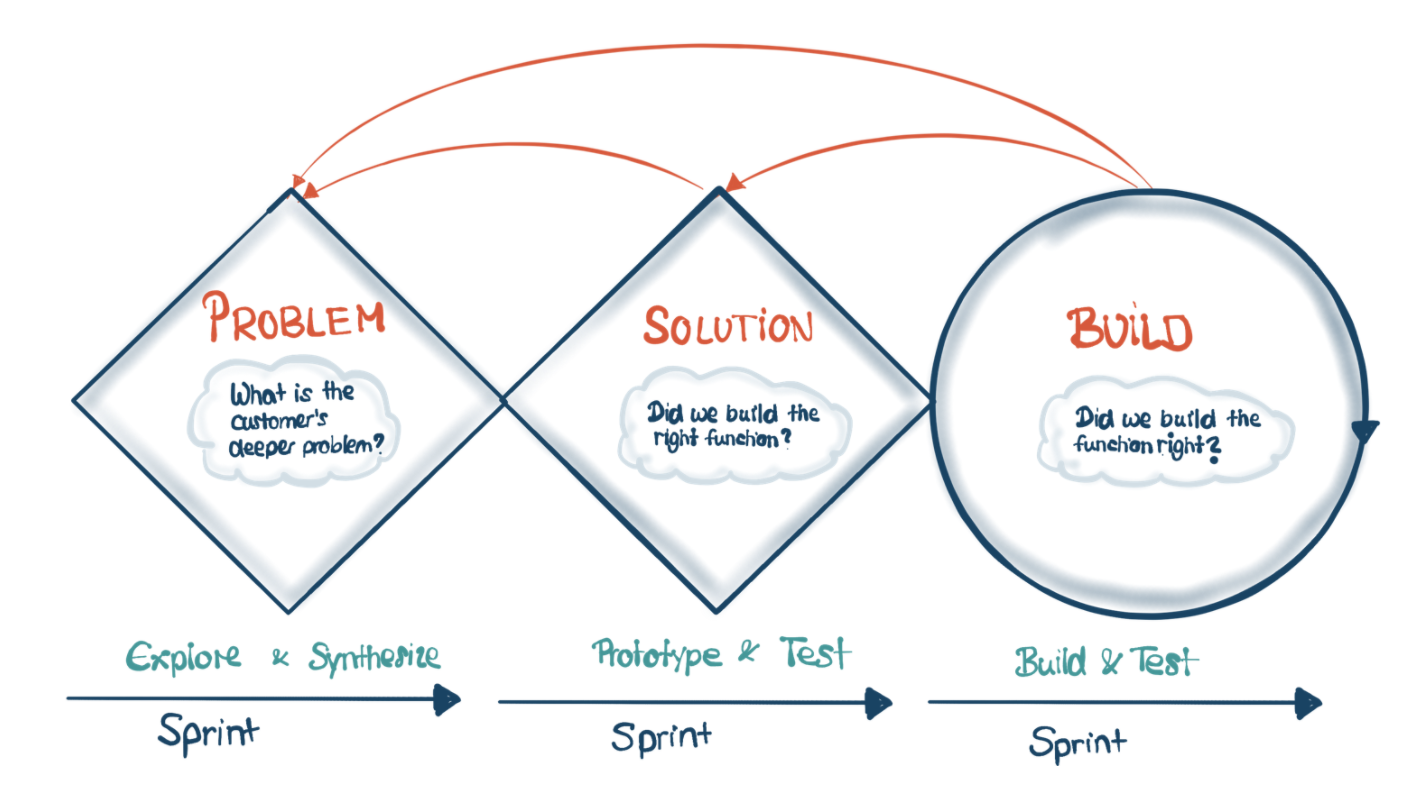 PROBLEM
What is the
customer's
deeper problem?
SOLUTION
Did we build the
right function?
BUiLD
Did we build the
function right?
Explore & Synthesize
Prototype & Test
Build & Test
Sprint
Sprint
Sprint